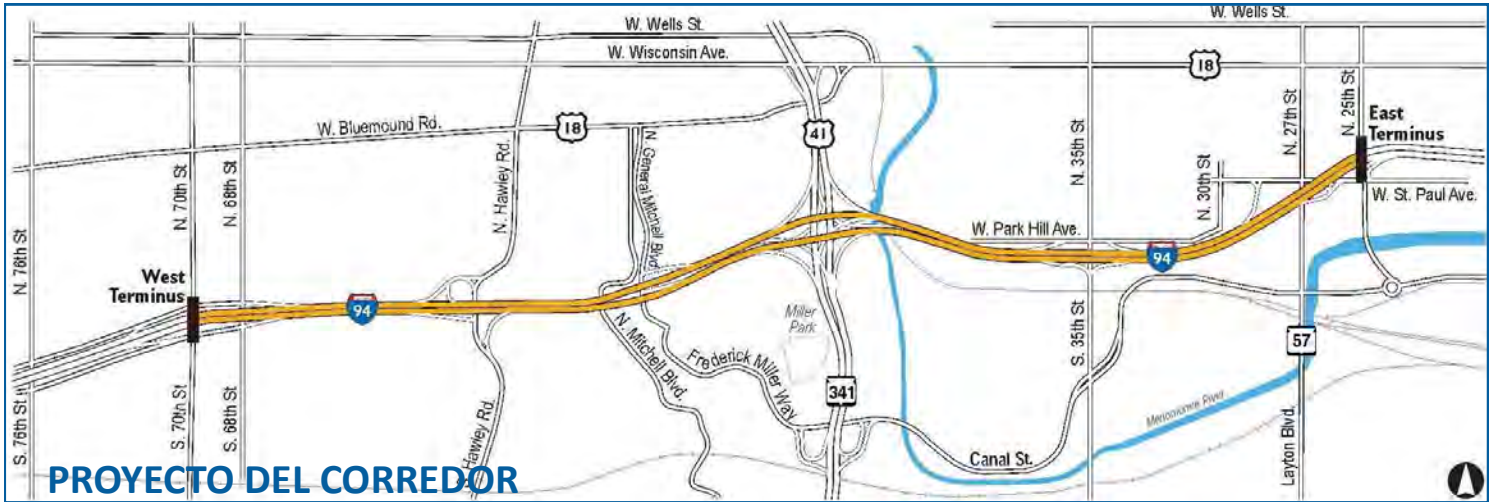 W. Wells St.
W. Wells St.
W. Wisconsin Ave.
18
W. Bluemound Rd.
18
41
N. 25th St
East
Terminus
N. 27th St
N. 35th St
N. 30th St
N. General Mitchell Blvd.
N. Hawley Rd.
N. 70th St
N. 68th St
N. 76th St
W. St. Paul Ave.
W. Park Hill Ave.
94
West
Terminus
94
Miller
Park
N. Mitchell Blvd.
Frederick Miller Way
S. 35th St
57
341
Menomonee River
S. 76th St
S. 70th St
S. 68th St
Hawley Rd.
Canal St.
Layton Blvd.
PROYECTO DEL CORREDOR